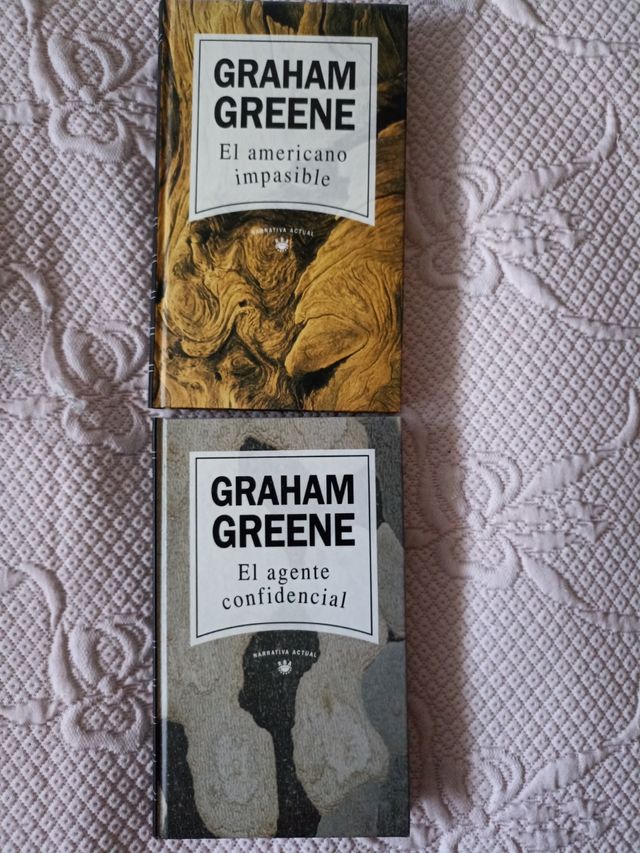 GRAHAM
GREENE
El americano
impasible
NARRATIVA ACTUAL
GRAHAM
GREENE
El agente
confidencial
NARRATIVA ACTUAL